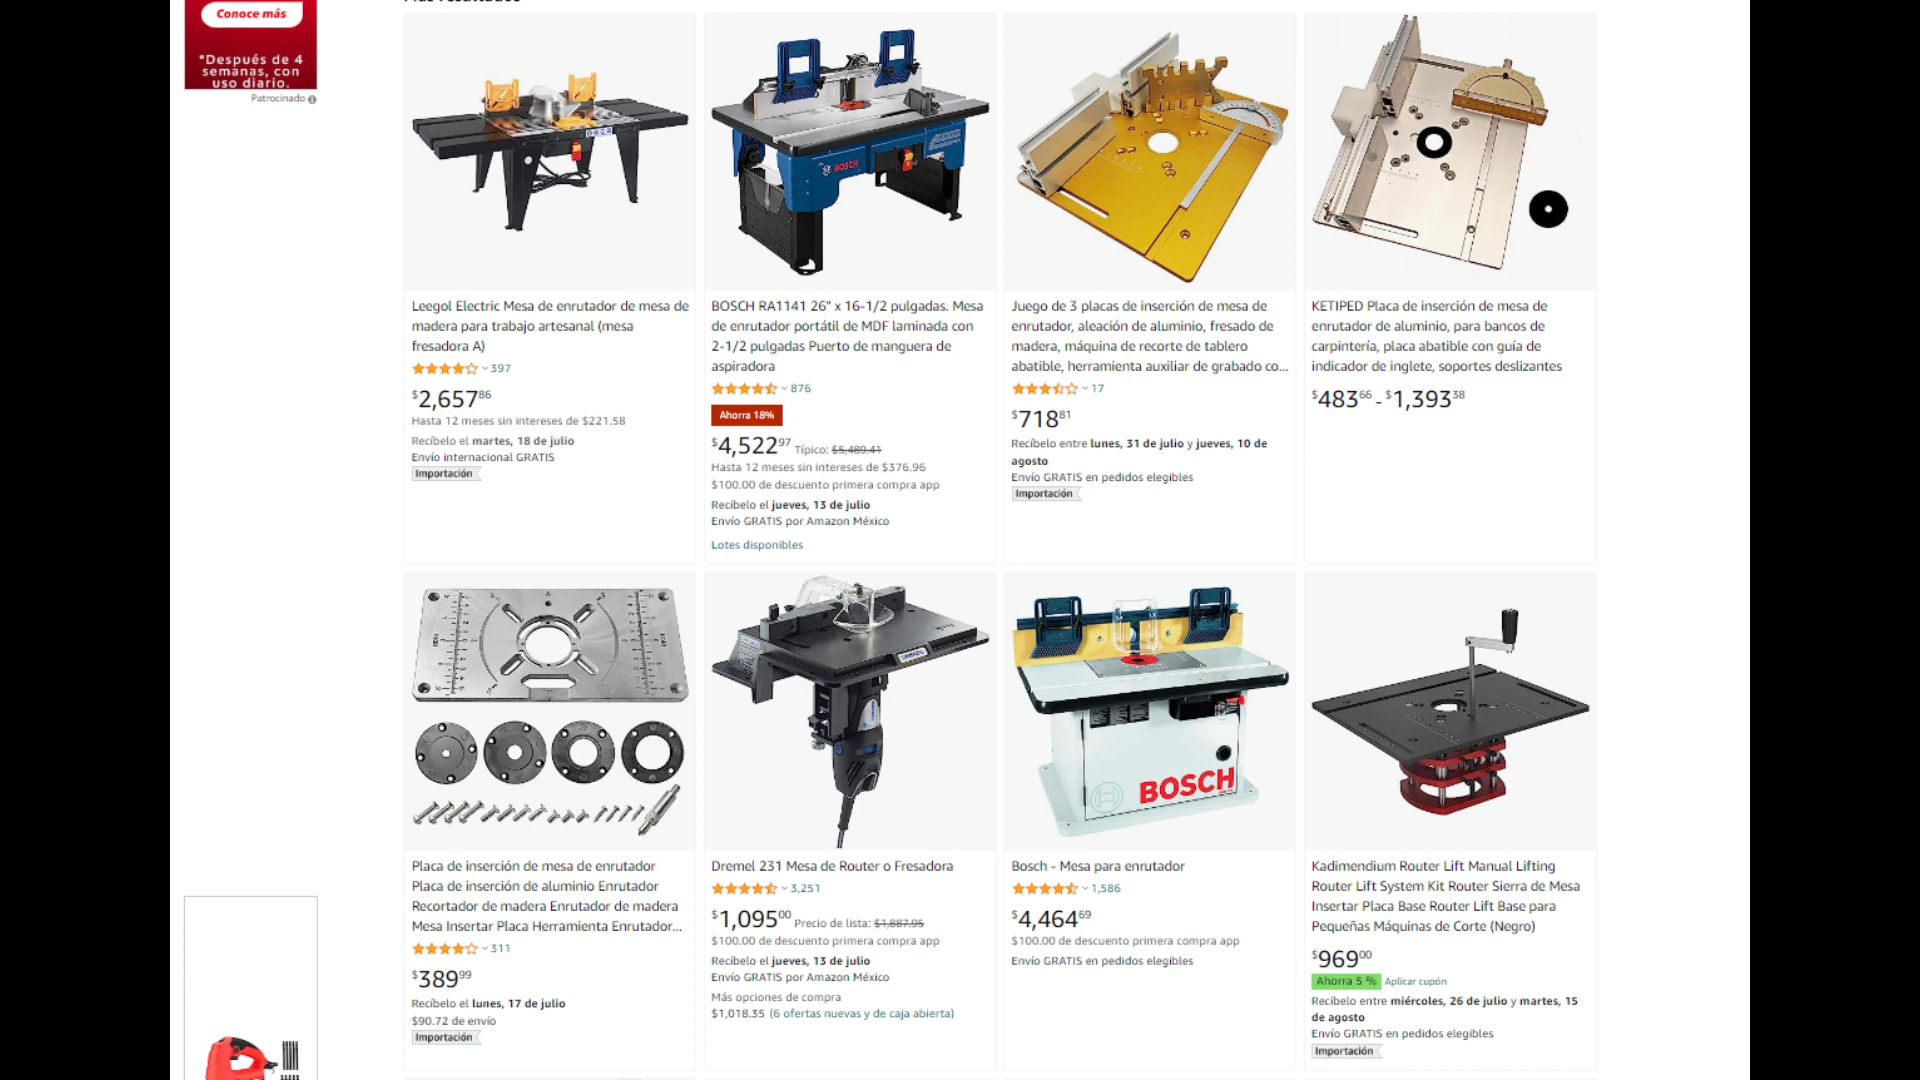 Conoce más
*Después de 4
semanas, con
uso diario.
Patrocinado
Leegol Electric Mesa de enrutador de mesa de
madera para trabajo artesanal (mesa
fresadora A)
397
$2,657.86
Hasta 12 meses sin intereses de $221.58
Recíbelo el martes, 18 de julio
Envío internacional GRATIS
Importación
BOSCH
BOSCH RA1141 26" x 16-1/2 pulgadas. Mesa
de enrutador portátil de MDF laminada con
2-1/2 pulgadas Puerto de manguera de
aspiradora
876
Ahorra 18%
$4,522.97 Típico: $5,489.41
Hasta 12 meses sin intereses de $376.96
$100.00 de descuento primera compra app
Recíbelo el jueves, 13 de julio
Envío GRATIS por Amazon México
Lotes disponibles
Juego de 3 placas de inserción de mesa de
enrutador, aleación de aluminio, fresado de
madera, máquina de recorte de tablero
abatible, herramienta auxiliar de grabado co...
17
$718.81
Recíbelo entre lunes, 31 de julio y jueves, 10 de
agosto
Envío GRATIS en pedidos elegibles
Importación
KETIPED Placa de inserción de mesa de
enrutador de aluminio, para bancos de
carpintería, placa abatible con guía de
indicador de inglete, soportes deslizantes
$483.66 - $1,393.38
Placa de inserción de mesa de enrutador
Placa de inserción de aluminio Enrutador
Recortador de madera Enrutador de madera
Mesa Insertar Placa Herramienta Enrutador...
311
$389.99
Recíbelo el lunes, 17 de julio
$90.72 de envío
Importación
Dremel 231 Mesa de Router o Fresadora
3,251
$1,095.00 Precio de lista: $1,887.95
$100.00 de descuento primera compra app
Recíbelo el jueves, 13 de julio
Envío GRATIS por Amazon México
Más opciones de compra
$1,018.35 (6 ofertas nuevas y de caja abierta)
BOSCH
Bosch - Mesa para enrutador
1,586
$4,464.69
$100.00 de descuento primera compra app
Envío GRATIS en pedidos elegibles
Kadimendium Router Lift Manual Lifting
Router Lift System Kit Router Sierra de Mesa
Insertar Placa Base Router Lift Base para
Pequeñas Máquinas de Corte (Negro)
$969.00
Ahorra 5 % Aplicar cupón
Recíbelo entre miércoles, 26 de julio y martes, 15
de agosto
Envío GRATIS en pedidos elegibles
Importación